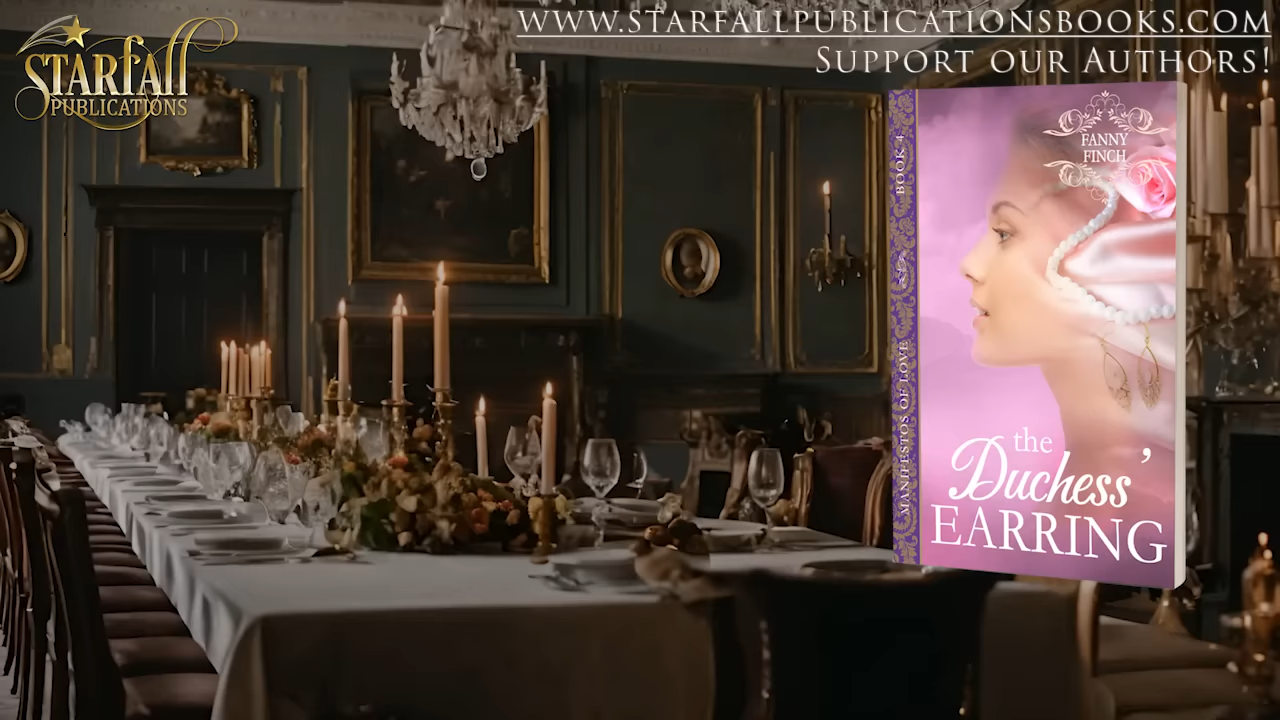 STARfall
PUBLICATIONS
WWW.STARFALLPUBLICATIONSBOOKS.COM
SUPPORT OUR AUTHORS!
BOOK 4
MANIFESTOS OF LOVE
FANNY
FINCH
the
Duchess'
EARRING